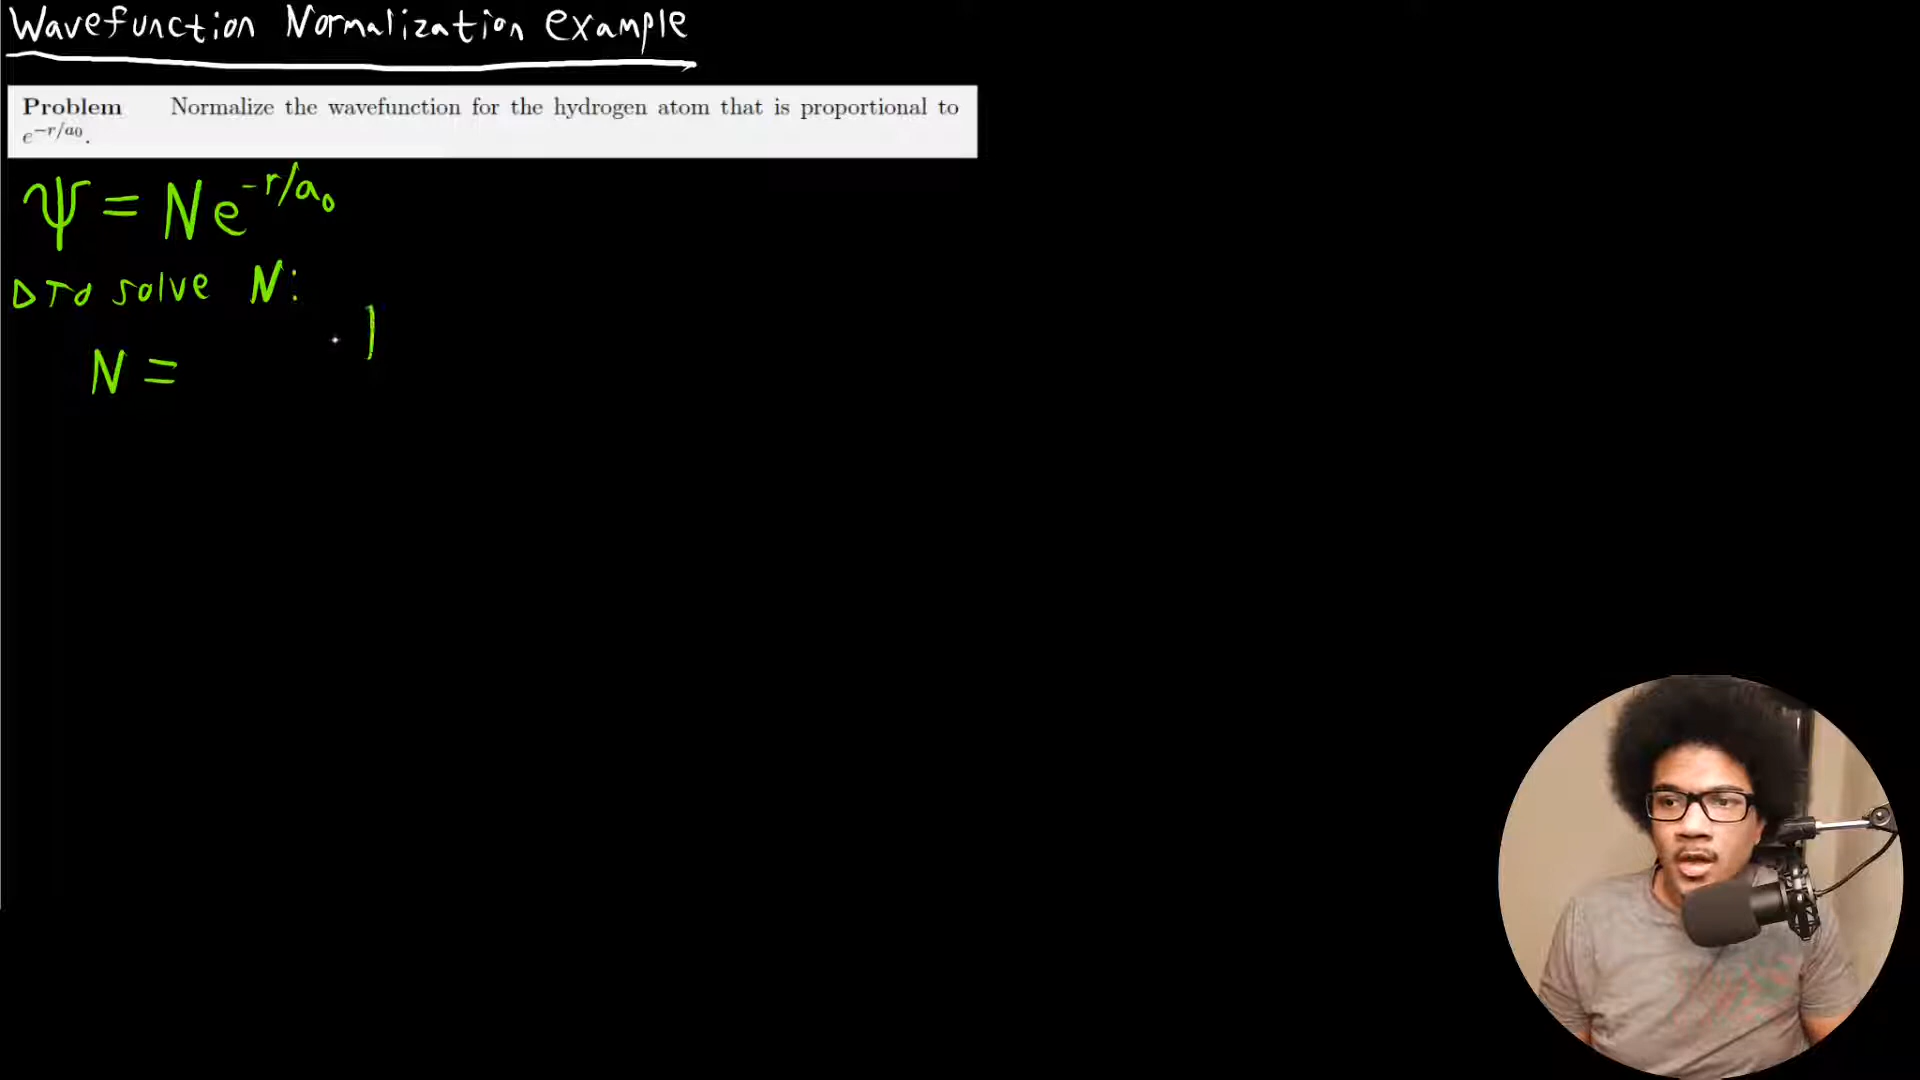 Wavefunction Normalization example
Problem Normalize the wavefunction for the hydrogen atom that is proportional to
e^{-r/a_0}.
Ψ = Ne^{-r/a_0}
▷ To solve N:
1
N =